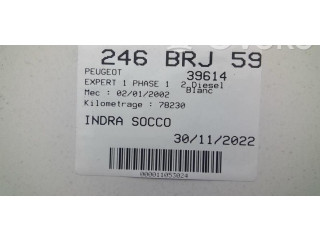 246 BRJ 59
PEUGEOT 39614
EXPERT 1 PHASE 1 2 Diesel
Mec : 02/01/2002 Blanc
Kilometrage : 78230
INDRA SOCCO
30/11/2022